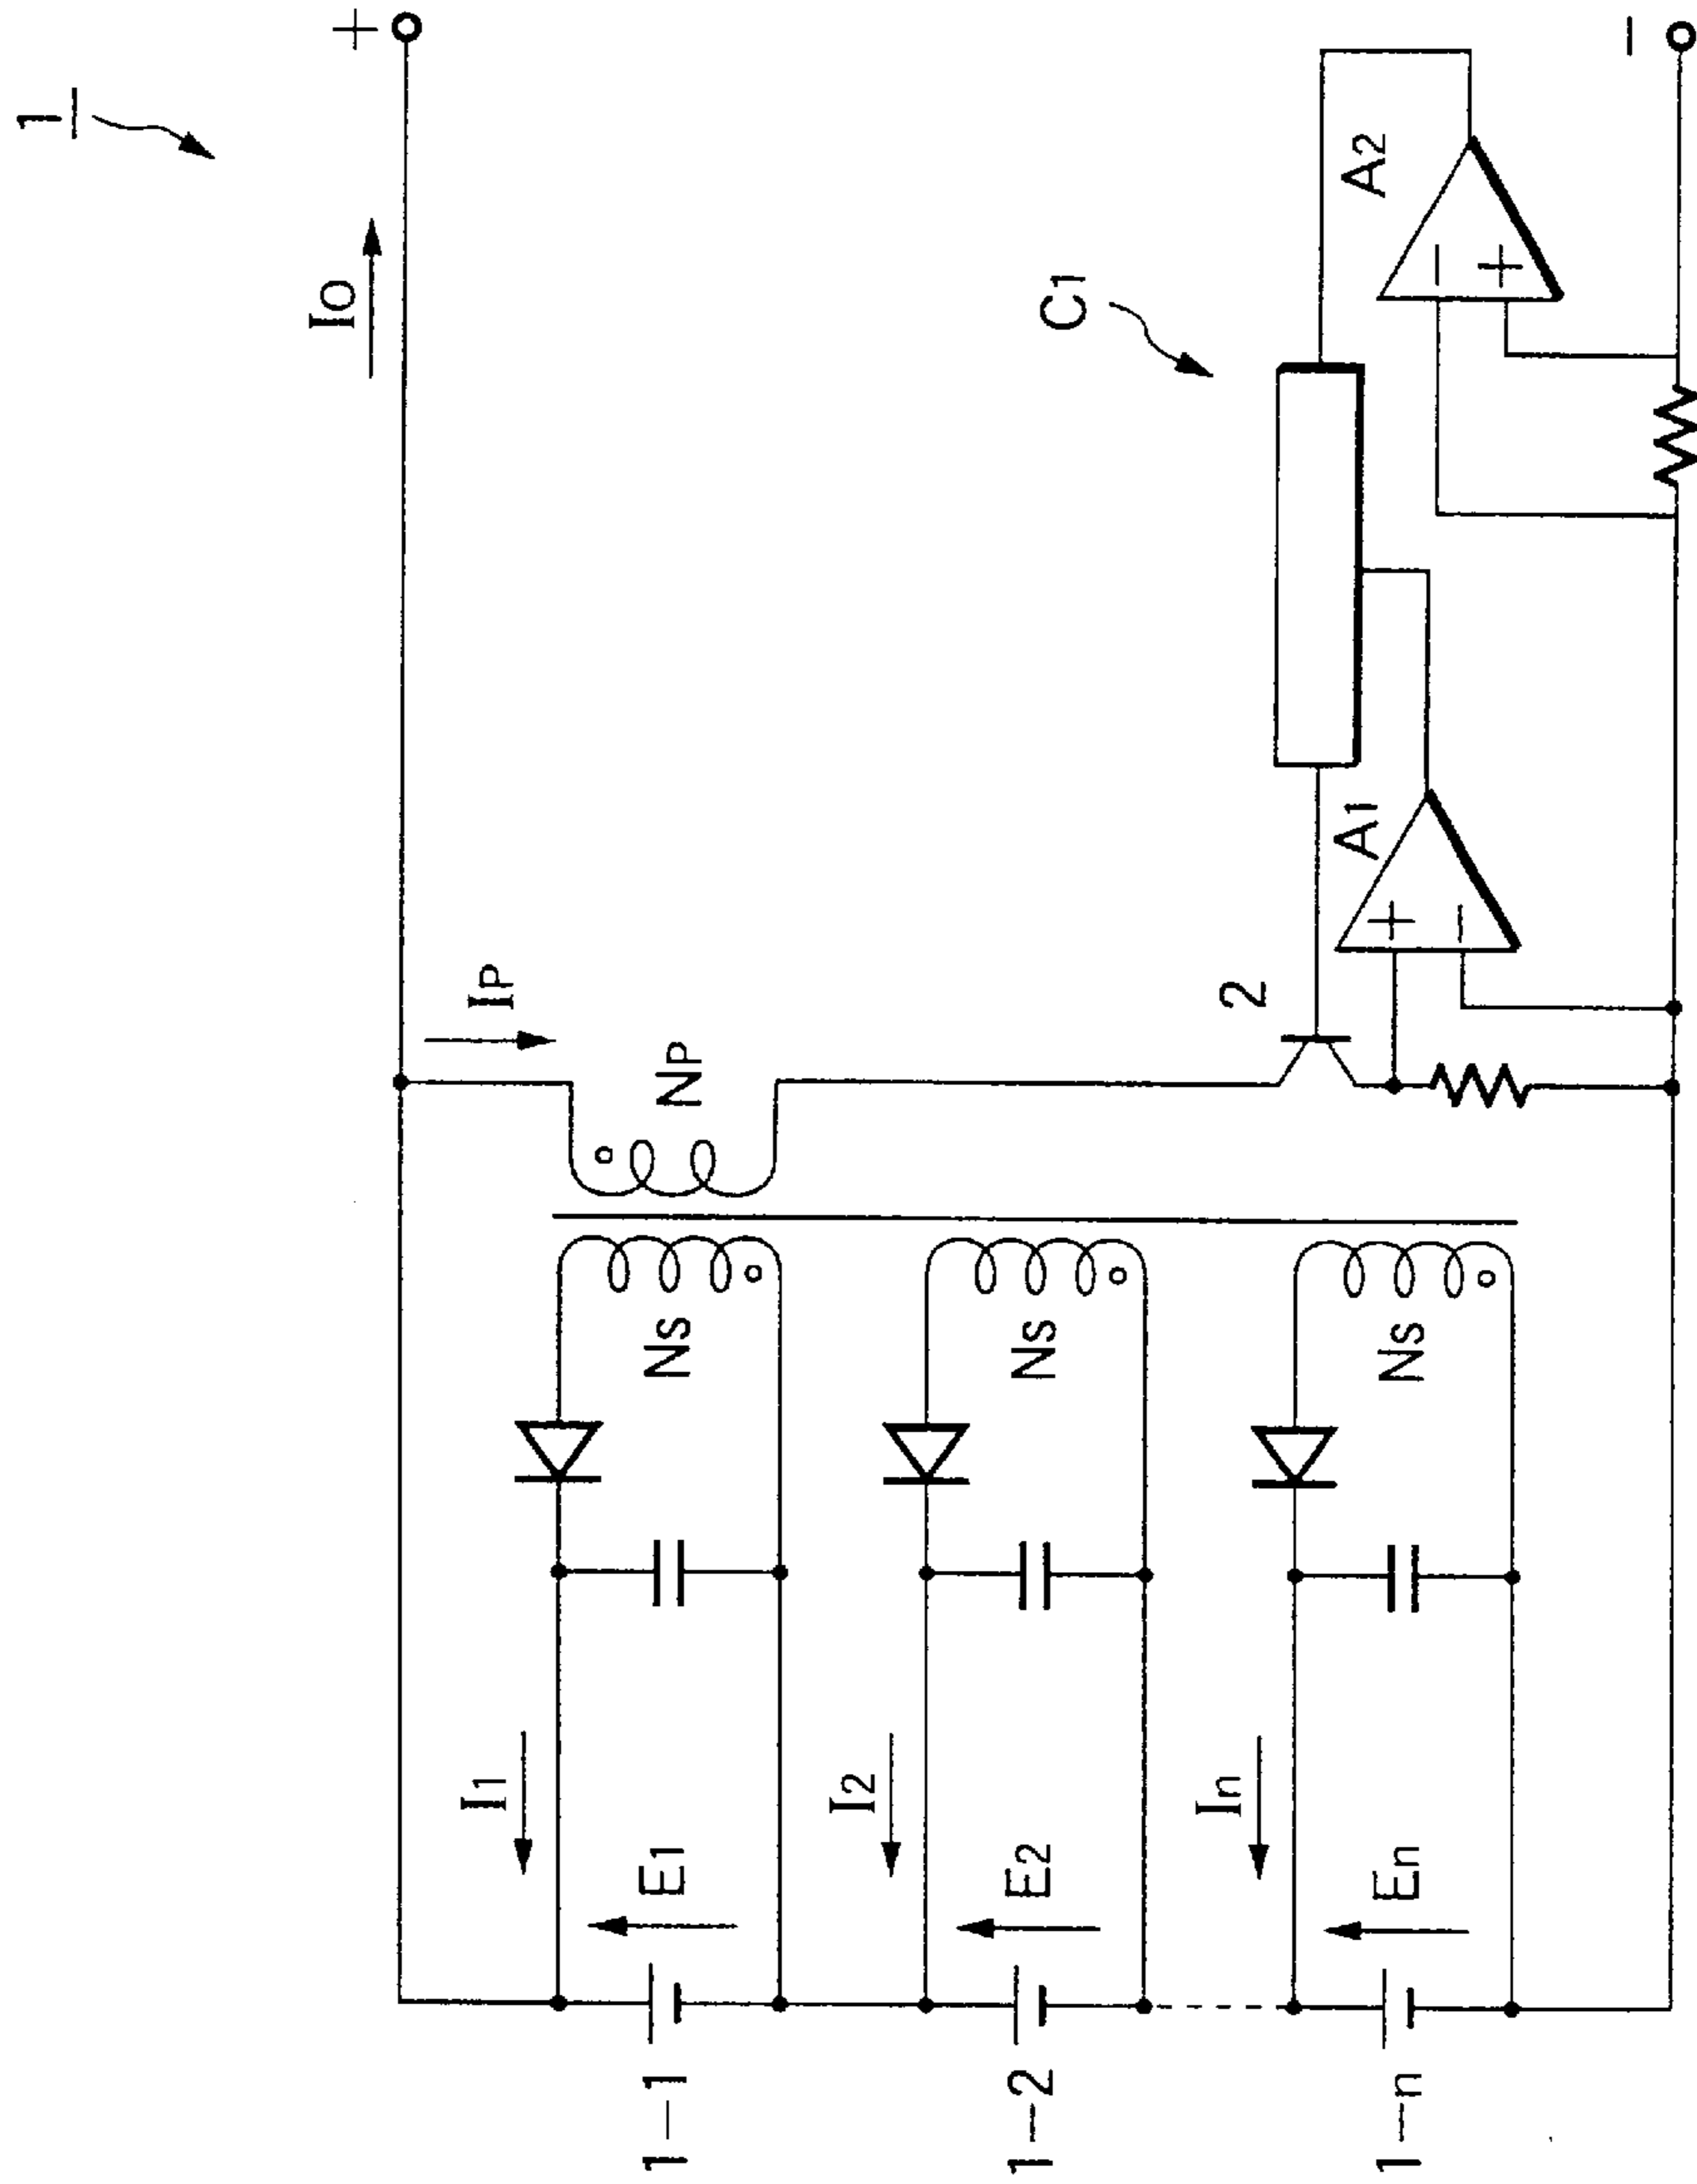 1
+
IO
IP
NP
I1
E1
NS
1−1
I2
E2
NS
1−2
In
En
NS
1−n
2
A1
+
−
C1
A2
−
+
−